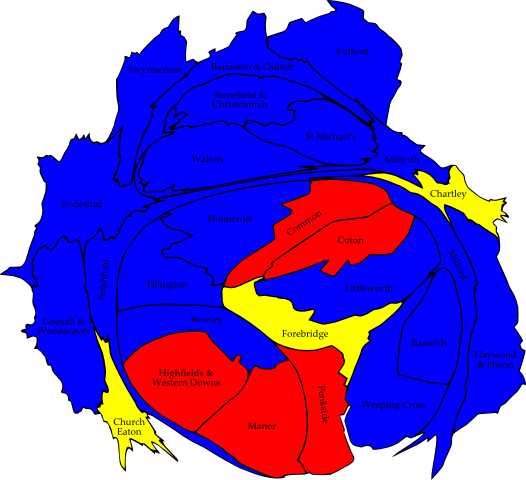 Fulford
Swynnerton
Barlaston & Oulton
Stonefield &
Christchurch
St Michael's
Walton
Milwich
Chartley
Eccleshall
Holmcroft
Common
Coton
Seighford
Tillington
Littleworth
Milford
Gnosall &
Woodseaves
Rowley
Forebridge
Baswich
Haywood
& Hixon
Highfields &
Western Downs
Penkside
Weeping Cross
Church
Eaton
Manor